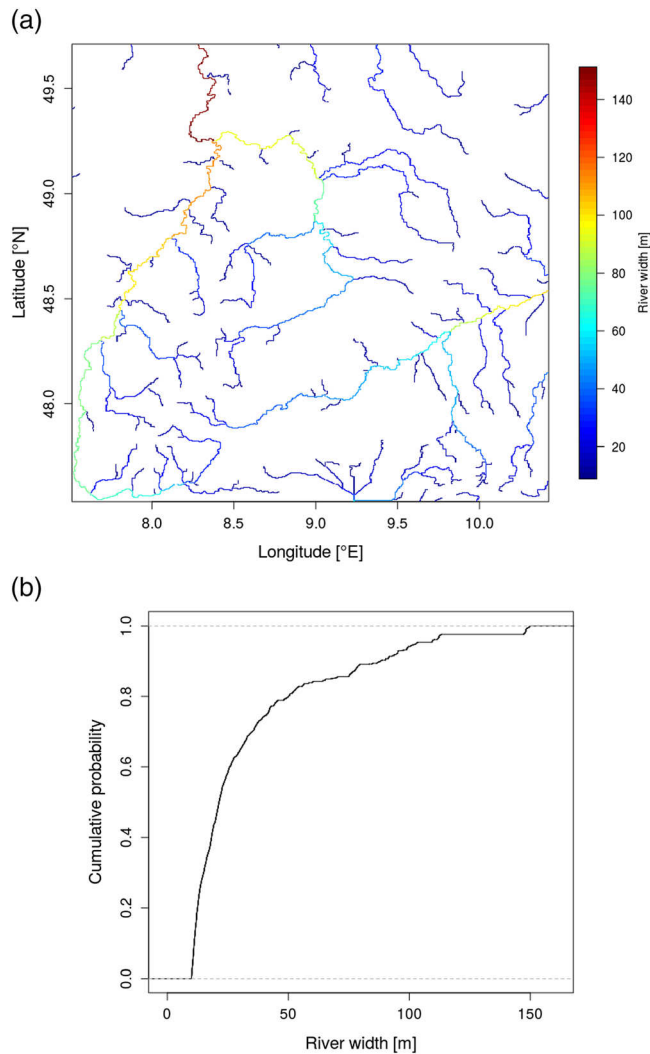 (a)
49.5
49.0
48.5
48.0
Latitude [°N]
8.0 8.5 9.0 9.5 10.0
Longitude [°E]
140
120
100
80
60
40
20
River width [m]
(b)
1.0
0.8
0.6
0.4
0.2
0.0
Cumulative probability
0 50 100 150
River width [m]